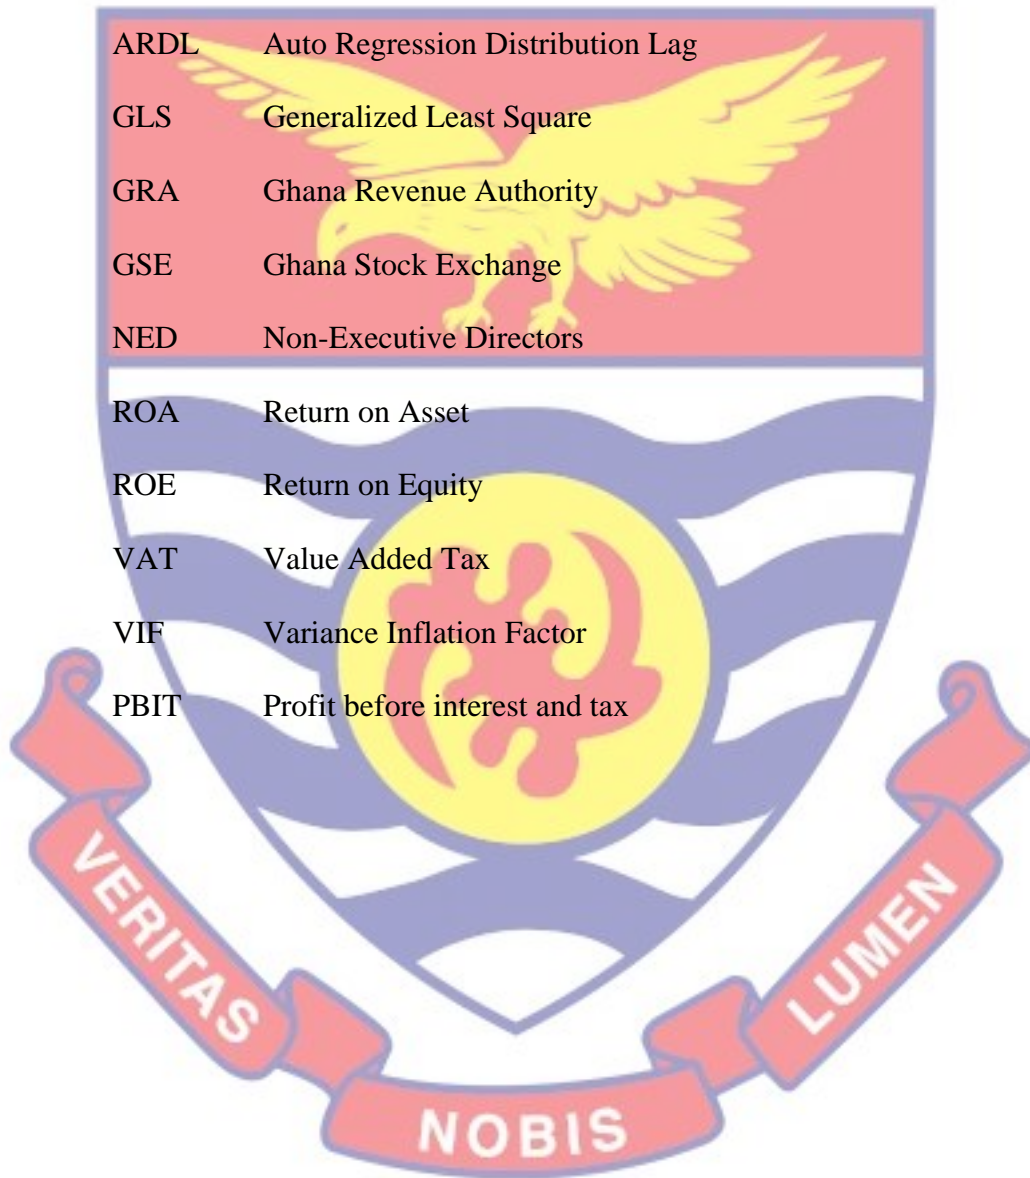 ARDL Auto Regression Distribution Lag
GLS Generalized Least Square
GRA Ghana Revenue Authority
GSE Ghana Stock Exchange
NED Non-Executive Directors
ROA Return on Asset
ROE Return on Equity
VAT Value Added Tax
VIF Variance Inflation Factor
PBIT Profit before interest and tax
VERITAS
NOBIS
LUMEN